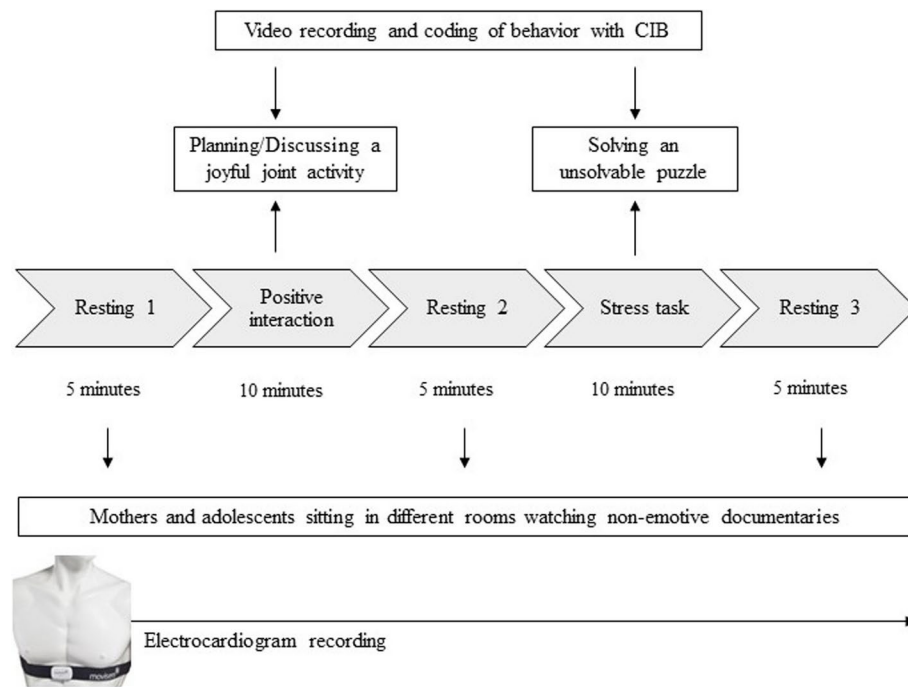 Video recording and coding of behavior with CIB
Planning/Discussing a
joyful joint activity
Solving an
unsolvable puzzle
Resting 1
Positive
interaction
Resting 2
Stress task
Resting 3
5 minutes
10 minutes
5 minutes
10 minutes
5 minutes
Mothers and adolescents sitting in different rooms watching non-emotive documentaries
Electrocardiogram recording